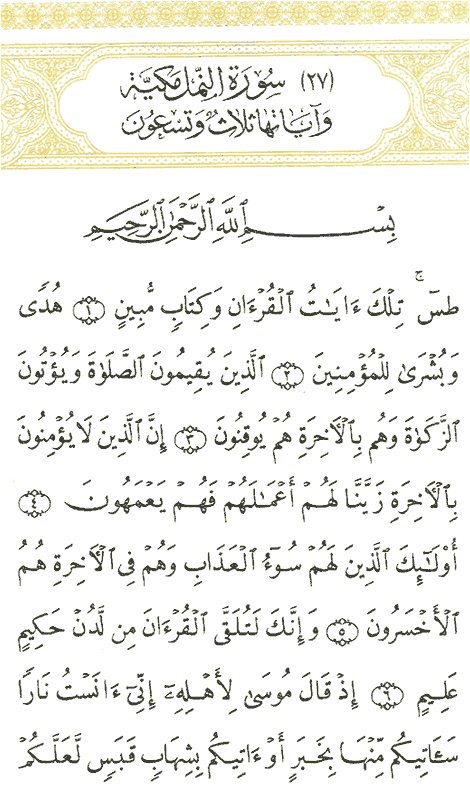 (٢٧) سُورَةُ النَّمْلِ مَكِّيَّة
وَآيَاتُهَا ثَلَاثٌ وَتِسْعُون
بِسْمِ ٱللَّهِ ٱلرَّحْمَٰنِ ٱلرَّحِيمِ
طسٓ ۚ تِلْكَ ءَايَٰتُ ٱلْقُرْءَانِ وَكِتَابٍ مُّبِينٍ ﴿١﴾ هُدًى
وَبُشْرَىٰ لِلْمُؤْمِنِينَ ﴿٢﴾ ٱلَّذِينَ يُقِيمُونَ ٱلصَّلَوٰةَ وَيُؤْتُونَ
ٱلزَّكَوٰةَ وَهُم بِٱلْءَاخِرَةِ هُمْ يُوقِنُونَ ﴿٣﴾ إِنَّ ٱلَّذِينَ لَا يُؤْمِنُونَ
بِٱلْءَاخِرَةِ زَيَّنَّا لَهُمْ أَعْمَٰلَهُمْ فَهُمْ يَعْمَهُونَ ﴿٤﴾
أُو۟لَٰٓئِكَ ٱلَّذِينَ لَهُمْ سُوٓءُ ٱلْعَذَابِ وَهُمْ فِى ٱلْءَاخِرَةِ هُمُ
ٱلْأَخْسَرُونَ ﴿٥﴾ وَإِنَّكَ لَتُلَقَّى ٱلْقُرْءَانَ مِن لَّدُنْ حَكِيمٍ
عَلِيمٍ ﴿٦﴾ إِذْ قَالَ مُوسَىٰ لِأَهْلِهِۦٓ إِنِّىٓ ءَانَسْتُ نَارًا
سَـَٔاتِيكُم مِّنْهَا بِخَبَرٍ أَوْ ءَاتِيكُم بِشِهَابٍ قَبَسٍ لَّعَلَّكُمْ